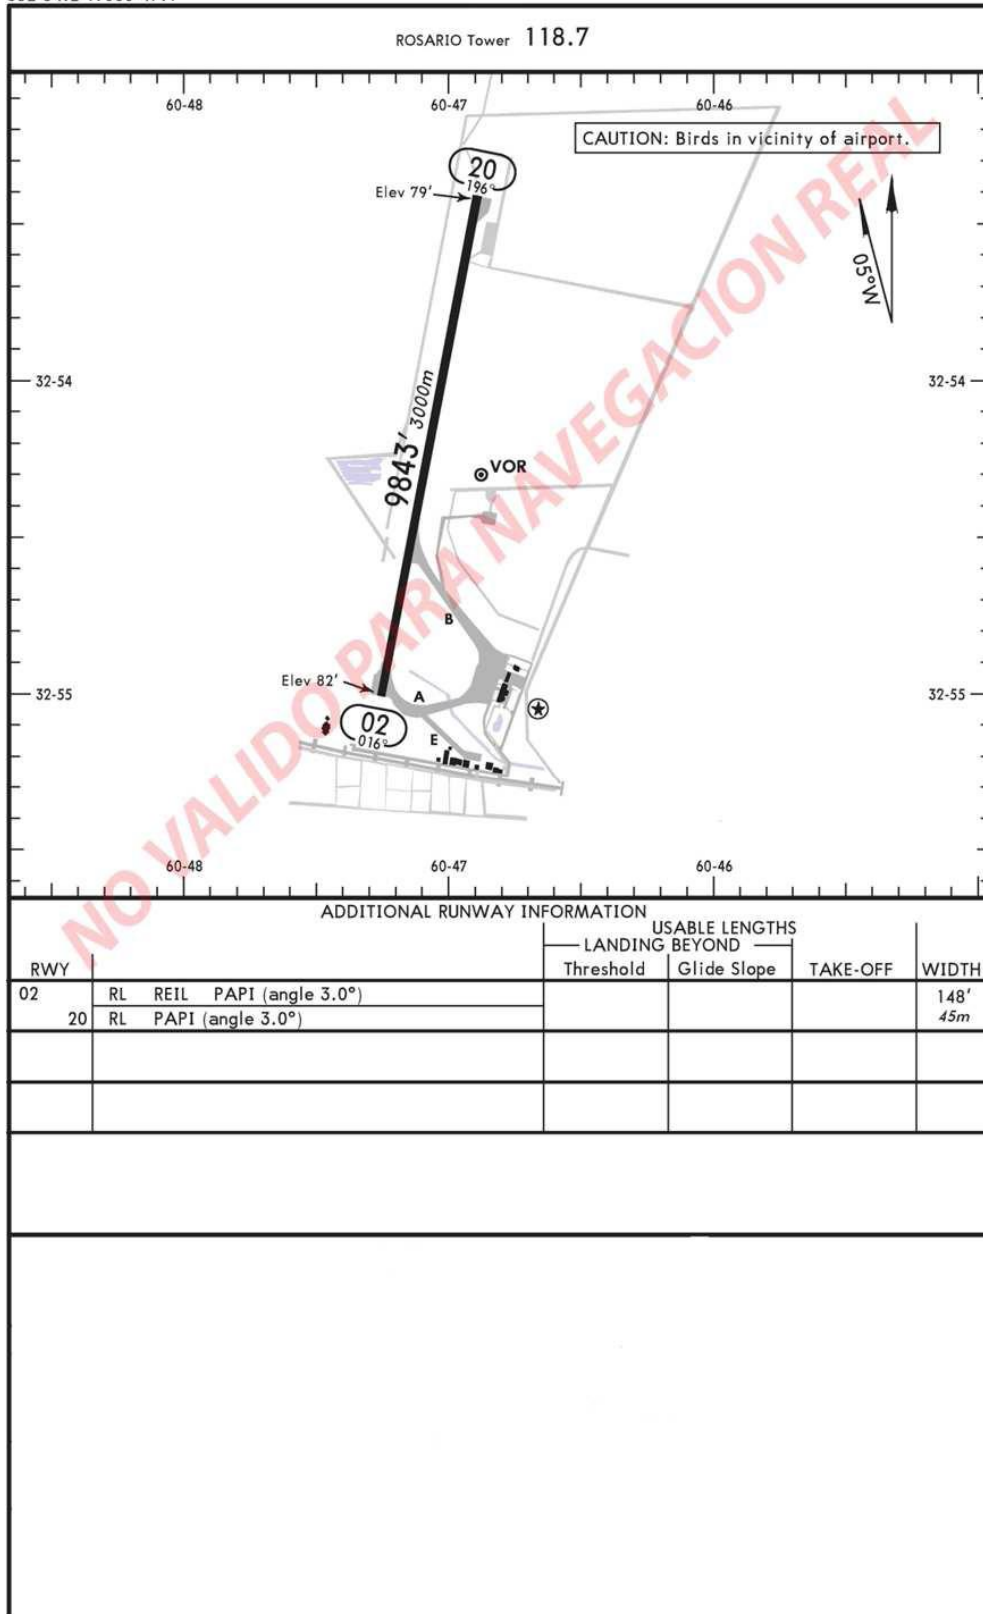 ROSARIO Tower 118.7
60-48 60-47 60-46
CAUTION: Birds in vicinity of airport.
20
196°
Elev 79'
05°W
32-54 32-54
9843' 3000m
VOR
B
Elev 82'
32-55 32-55
A
02
016°
E
60-48 60-47 60-46
NO VALIDO PARA NAVEGACION REAL
ADDITIONAL RUNWAY INFORMATION
USABLE LENGTHS
LANDING BEYOND
RWY Threshold Glide Slope TAKE-OFF WIDTH
02 RL REIL PAPI (angle 3.0°) 148'
20 RL PAPI (angle 3.0°) 45m